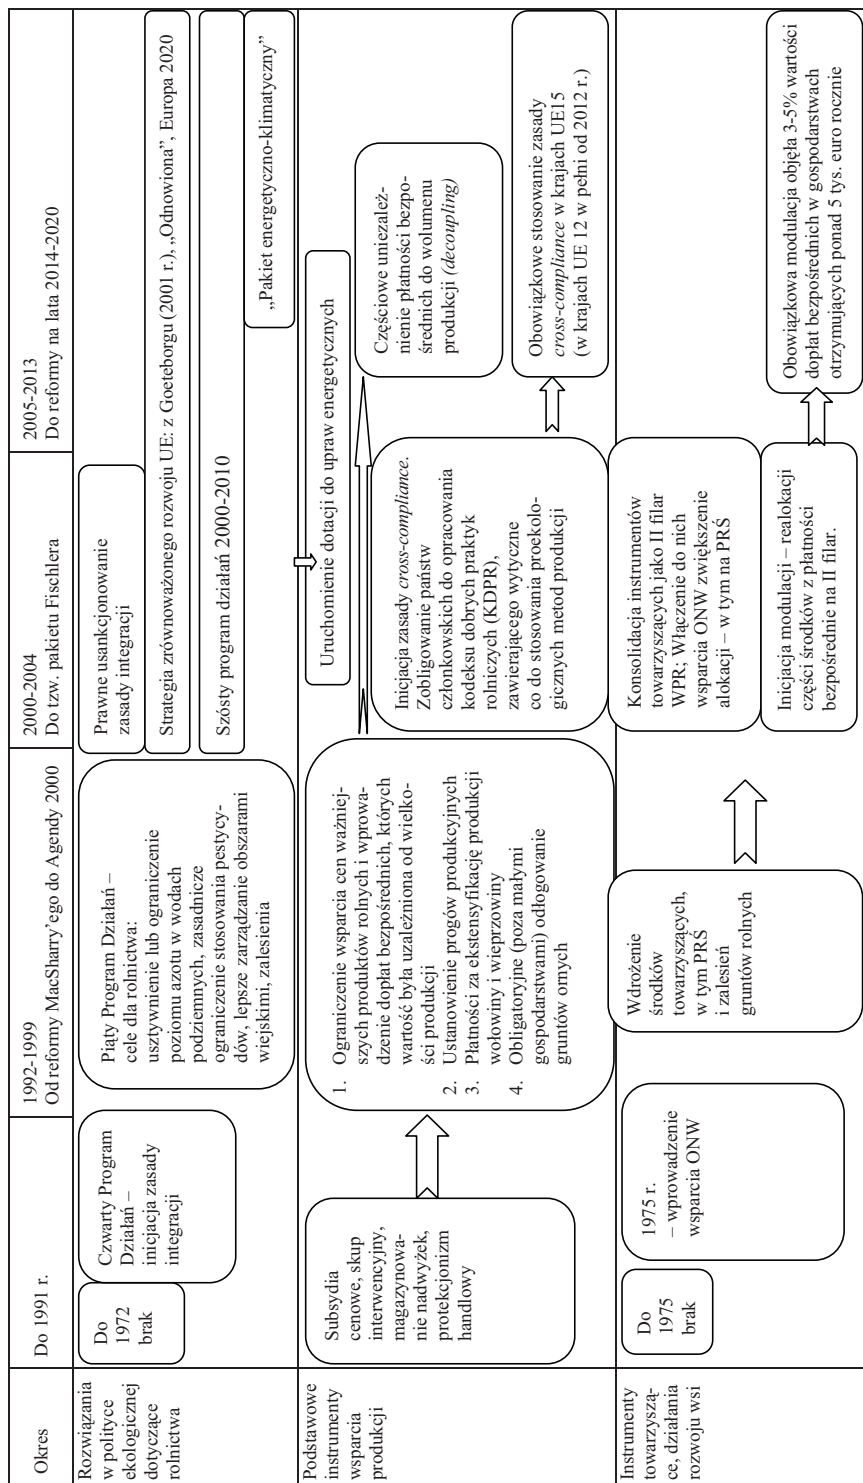 Okres
Do 1991 r.
1992-1999
Od reformy MacSharry’ego do Agendy 2000
2000-2004
Do tzw. pakietu Fischlera
2005-2013
Do reformy na lata 2014-2020
Rozwiązania
w polityce
ekologicznej
dotyczące
rolnictwa
Do
1972
brak
Czwarty Program
Działań –
inicjacja zasady
integracji
Piąty Program Działań –
cele dla rolnictwa:
usztywnienie lub ograniczenie
poziomu azotu w wodach
podziemnych, zasadnicze
ograniczenie stosowania pestycy-
dów, lepsze zarządzanie obszarami
wiejskimi, zalesienia
Prawne usankcjonowanie
zasady integracji
Strategia zrównoważonego rozwoju UE: z Goeteborgu (2001 r.), „Odnowiona”, Europa 2020
Szósty program działań 2000-2010
„Pakiet energetyczno-klimatyczny”
Podstawowe
instrumenty
wsparcia
produkcji
Subsydia
cenowe, skup
interwencyjny,
magazynowa-
nie nadwyżek,
protekcjonizm
handlowy
1. Ograniczenie wsparcia cen ważniej-
szych produktów rolnych i wprowa-
dzenie dopłat bezpośrednich, których
wartość była uzależniona od wielko-
ści produkcji
2. Ustanowienie progów produkcyjnych
3. Płatności za ekstensyfikację produkcji
wołowiny i wieprzowiny
4. Obligatoryjne (poza małymi
gospodarstwami) odłogowanie
gruntów ornych
Uruchomienie dotacji do upraw energetycznych
Inicjacja zasady cross-compliance.
Zobligowanie państw
członkowskich do opracowania
kodeksu dobrych praktyk
rolniczych (KDPR),
zawierającego wytyczne
co do stosowania proekolo-
gicznych metod produkcji
Częściowe uniezależ-
nienie płatności bezpo-
średnich do wolumenu
produkcji (decoupling)
Obowiązkowe stosowanie zasady
cross-compliance w krajach UE15
(w krajach UE 12 w pełni od 2012 r.)
Instrumenty
towarzyszą-
ce, działania
rozwoju wsi
Do
1975
brak
1975 r.
– wprowadzenie
wsparcia ONW
Wdrożenie
środków
towarzyszących,
w tym PRŚ
i zalesień
gruntów rolnych
Konsolidacja instrumentów
towarzyszących jako II filar
WPR; Włączenie do nich
wsparcia ONW zwiększenie
alokacji – w tym na PRŚ
Inicjacja modulacji – realokacji
części środków z płatności
bezpośrednie na II filar.
Obowiązkowa modulacja objęła 3-5% wartości
dopłat bezpośrednich w gospodarstwach
otrzymujących ponad 5 tys. euro rocznie